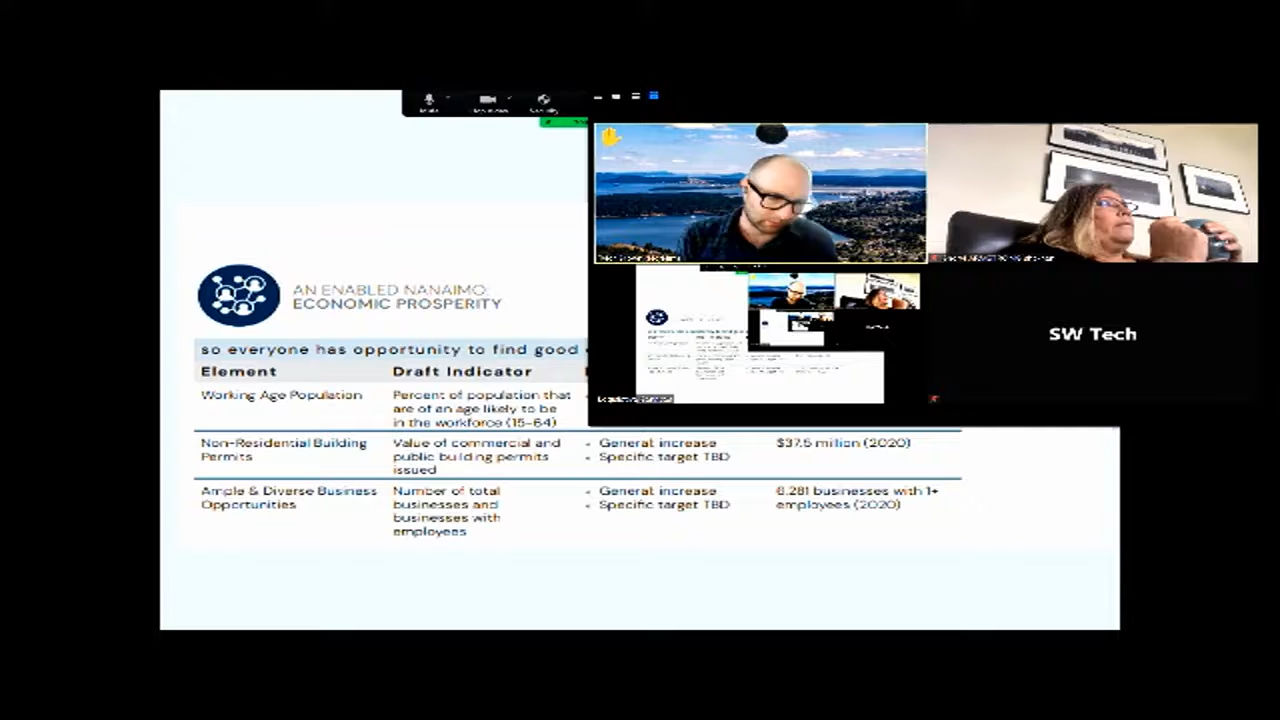 SW Tech
AN ENABLED NANAIMO:
ECONOMIC PROSPERITY
so everyone has opportunity to find good
Element Draft Indicator
Working Age Population
Percent of population that
are of an age likely to be
in the workforce (15-64)
Non-Residential Building
Permits
Value of commercial and
public building permits
issued
• General increase
• Specific target TBD
$37.5 million (2020)
Ample & Diverse Business
Opportunities
Number of total
businesses and
businesses with
employees
• General increase
• Specific target TBD
6,281 businesses with 1+
employees (2020)